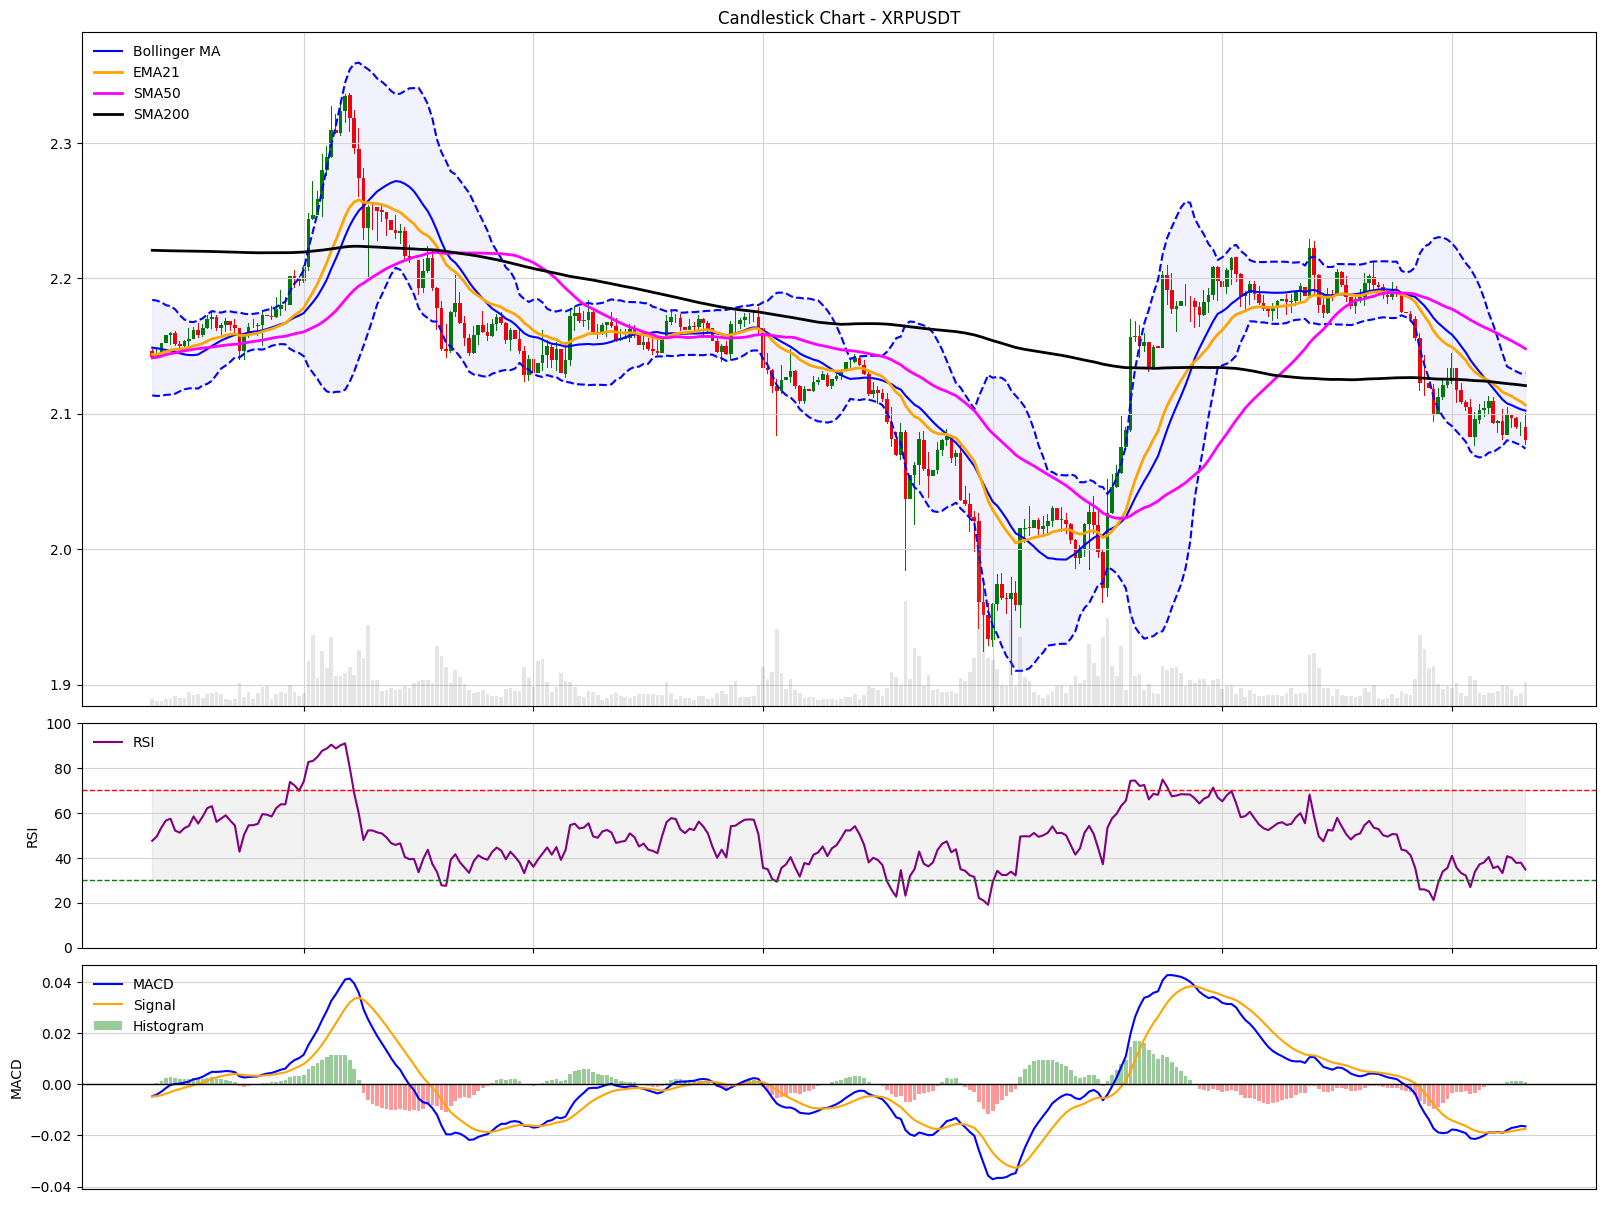 Candlestick Chart - XRPUSDT
Bollinger MA
EMA21
SMA50
SMA200
2.3
2.2
2.1
2.0
1.9
100
RSI
80
60
RSI
40
20
0
MACD
0.04
Signal
Histogram
0.02
MACD
0.00
−0.02
−0.04